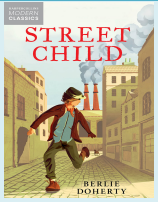 HARPERCOLLINS
MODERN
CLASSICS
STREET
CHILD
BERLIE
DOHERTY